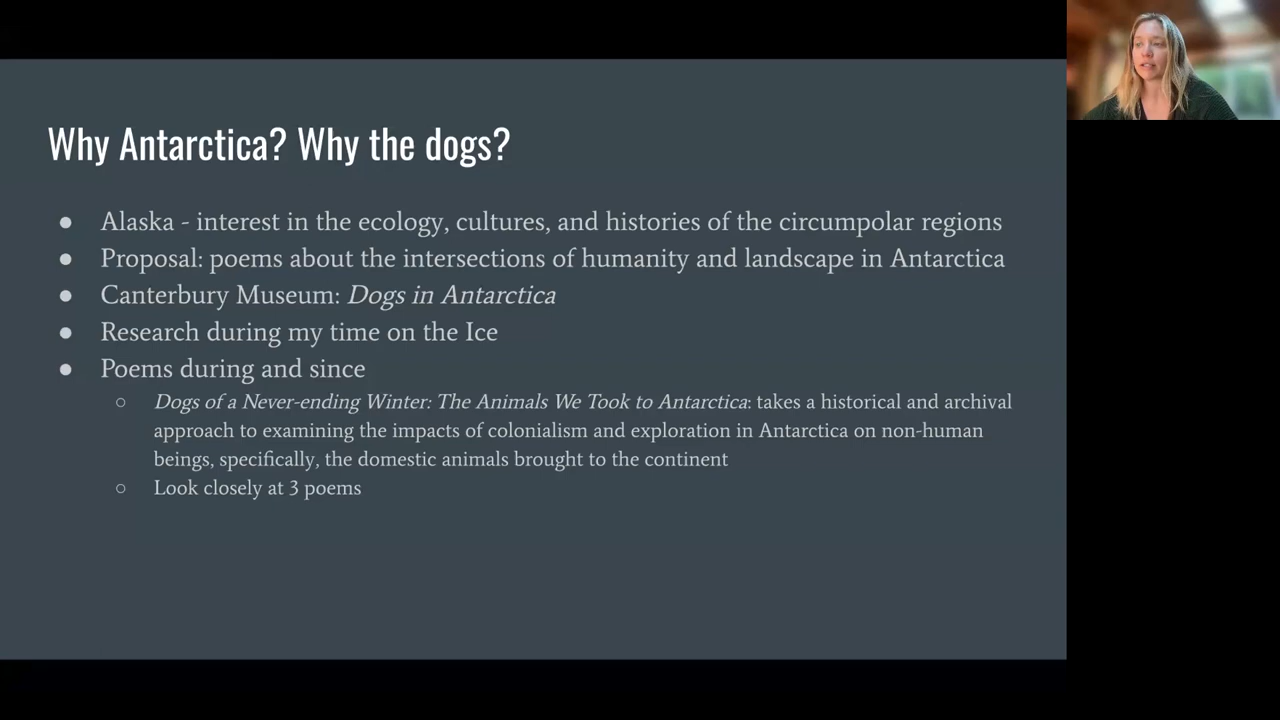 Why Antarctica? Why the dogs?
● Alaska - interest in the ecology, cultures, and histories of the circumpolar regions
● Proposal: poems about the intersections of humanity and landscape in Antarctica
● Canterbury Museum: Dogs in Antarctica
● Research during my time on the Ice
● Poems during and since
○ Dogs of a Never-ending Winter: The Animals We Took to Antarctica: takes a historical and archival
approach to examining the impacts of colonialism and exploration in Antarctica on non-human
beings, specifically, the domestic animals brought to the continent
○ Look closely at 3 poems